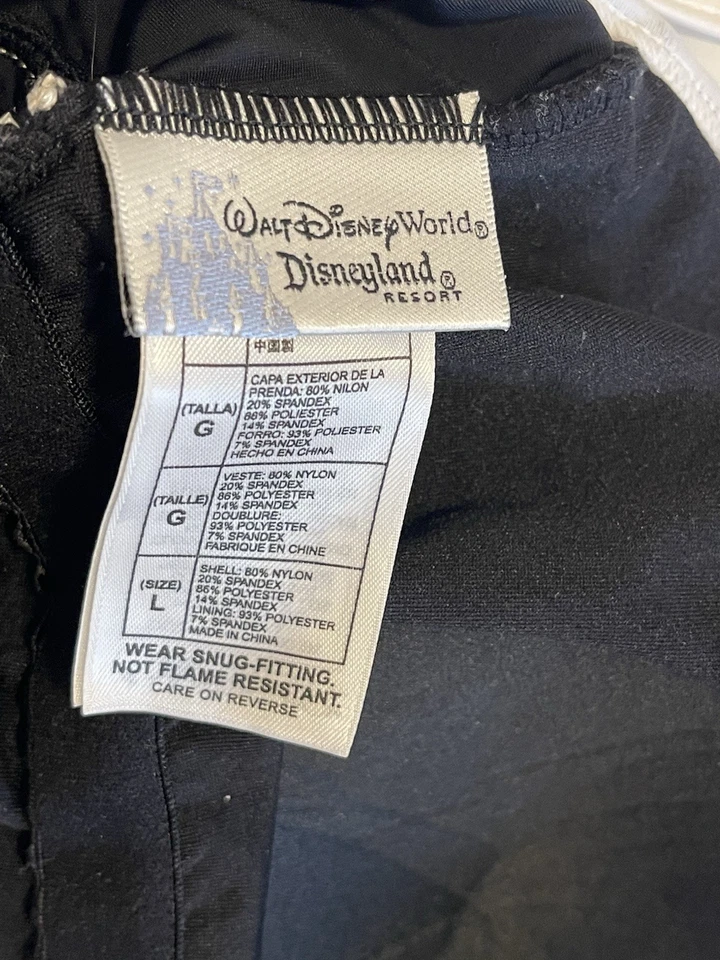 Walt Disney World®
Disneyland®
RESORT
中国製
(TALLA)
G
CAPA EXTERIOR DE LA
PRENDA: 80% NILON
20% SPANDEX
86% POLIESTER
14% SPANDEX
FORRO: 93% POLIESTER
7% SPANDEX
HECHO EN CHINA
(TAILLE)
G
VESTE: 80% NYLON
20% SPANDEX
86% POLYESTER
14% SPANDEX
DOUBLURE:
93% POLYESTER
7% SPANDEX
FABRIQUE EN CHINE
(SIZE)
L
SHELL: 80% NYLON
20% SPANDEX
86% POLYESTER
14% SPANDEX
LINING: 93% POLYESTER
7% SPANDEX
MADE IN CHINA
WEAR SNUG-FITTING.
NOT FLAME RESISTANT.
CARE ON REVERSE